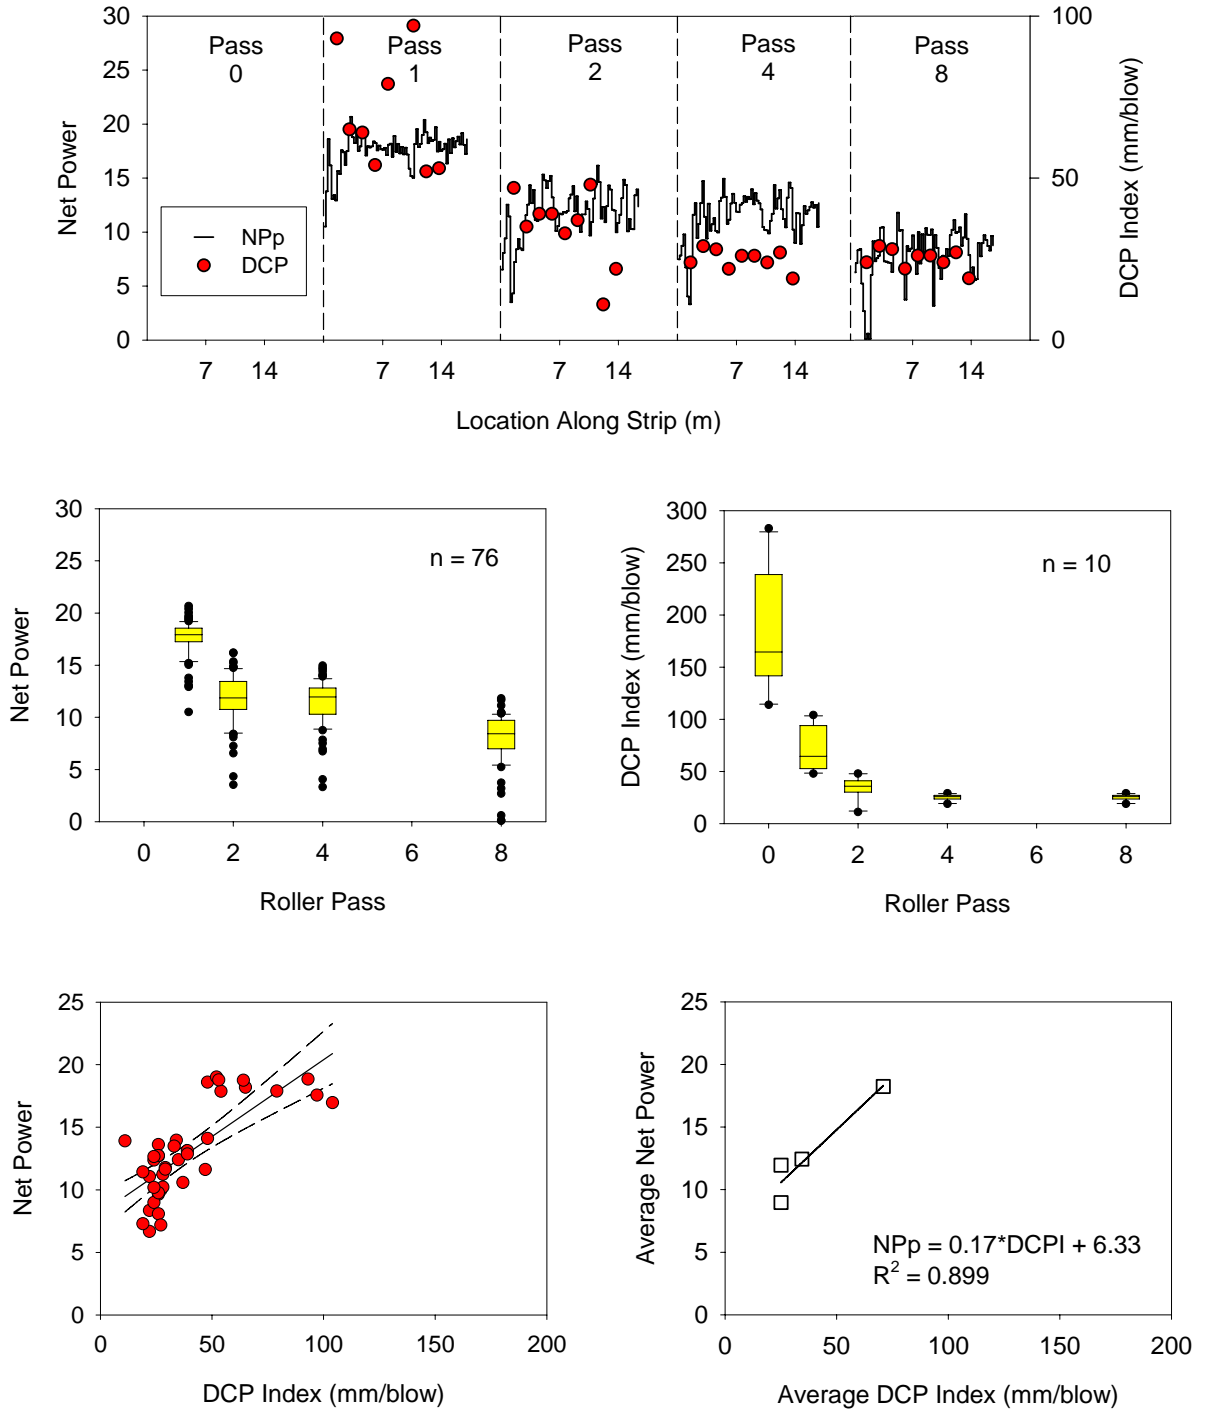 30
25
20
15
10
5
0
Net Power
Pass
0
Pass
1
Pass
2
Pass
4
Pass
8
100
50
0
DCP Index (mm/blow)
NPp
DCP
7 14 7 14 7 14 7 14 7 14
Location Along Strip (m)
30
25
20
15
10
5
0
Net Power
n = 76
0 2 4 6 8
Roller Pass
300
250
200
150
100
50
0
DCP Index (mm/blow)
n = 10
0 2 4 6 8
Roller Pass
25
20
15
10
5
0
Net Power
0 50 100 150 200
DCP Index (mm/blow)
25
20
15
10
5
0
Average Net Power
NPp = 0.17*DCPI + 6.33
R² = 0.899
0 50 100 150 200
Average DCP Index (mm/blow)